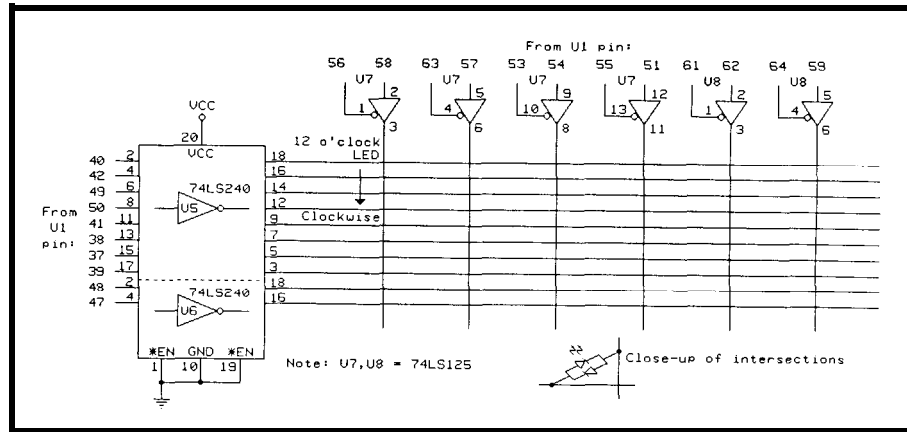 From U1 pin:
56 58 63 57 53 54 55 51 61 62 64 59
U7 U7 U7 U7 U8 U8
2 5 9 12 2 5
1 4 10 13 1 4
3 6 8 11 3 6
VCC
20
VCC
12 o'clock
LED
Clockwise
40 2 18
42 4 16
49 6 74LS240 14
50 8 U5 12
41 11 9
38 13 7
37 15 5
39 17 3
48 2 74LS240 18
47 4 U6 16
From
U1
pin:
*EN GND *EN
1 10 19
Note: U7,U8 = 74LS125
Close-up of intersections